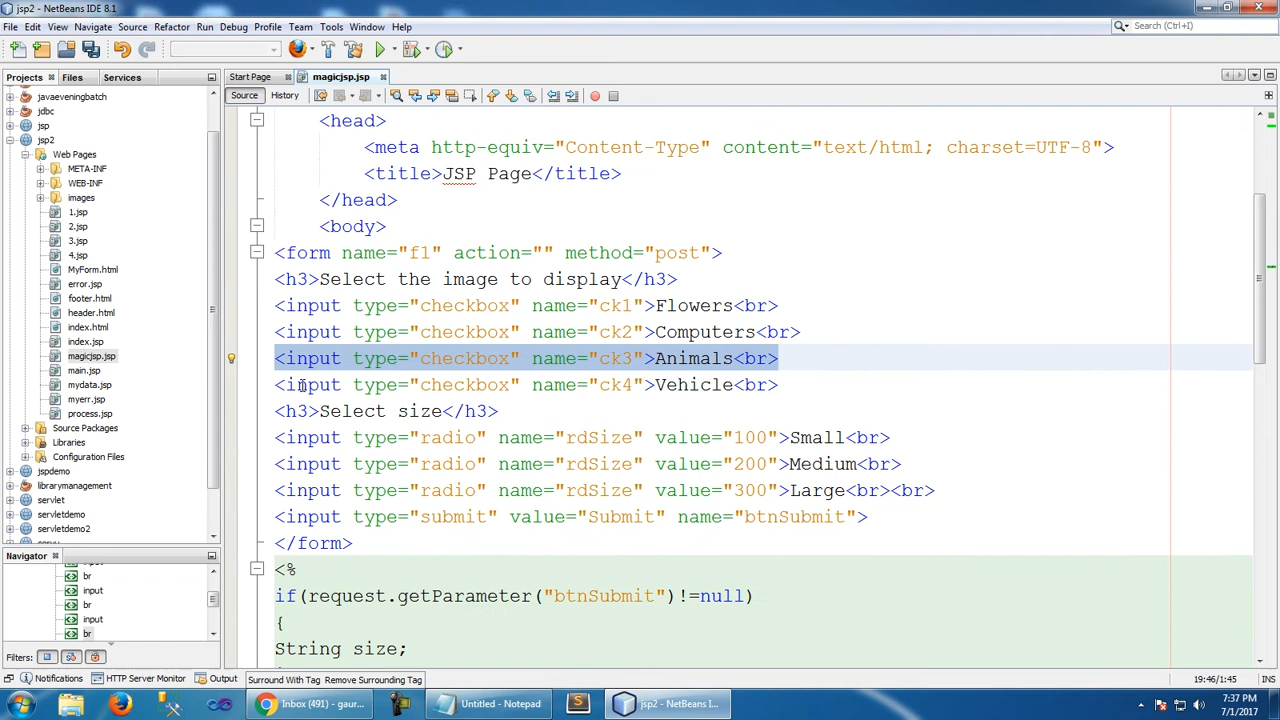 jsp2 - NetBeans IDE 8.1
File Edit View Navigate Source Refactor Run Debug Profile Team Tools Window Help
Search (Ctrl+I)
Projects Files Services
Start Page magicjsp.jsp
Source History
javaeveningbatch
jdbc
jsp
jsp2
Web Pages
META-INF
WEB-INF
images
1.jsp
2.jsp
3.jsp
4.jsp
MyForm.html
error.jsp
footer.html
header.html
index.html
index.jsp
magicjsp.jsp
main.jsp
mydata.jsp
myerr.jsp
process.jsp
Source Packages
Libraries
Configuration Files
jspdemo
librarymanagement
servlet
servletdemo
servletdemo2
<head>
<meta http-equiv="Content-Type" content="text/html; charset=UTF-8">
<title>JSP Page</title>
</head>
<body>
<form name="f1" action="" method="post">
<h3>Select the image to display</h3>
<input type="checkbox" name="ck1">Flowers<br>
<input type="checkbox" name="ck2">Computers<br>
<input type="checkbox" name="ck3">Animals<br>
<input type="checkbox" name="ck4">Vehicle<br>
<h3>Select size</h3>
<input type="radio" name="rdSize" value="100">Small<br>
<input type="radio" name="rdSize" value="200">Medium<br>
<input type="radio" name="rdSize" value="300">Large<br><br>
<input type="submit" value="Submit" name="btnSubmit">
</form>
<%
if(request.getParameter("btnSubmit")!=null)
{
String size;
Navigator
br
input
br
input
br
Filters:
Notifications HTTP Server Monitor Output Surround With Tag Remove Surrounding Tag
19:46/1:45 INS
Inbox (491) - gaur...
Untitled - Notepad
jsp2 - NetBeans I...
7:37 PM
7/1/2017